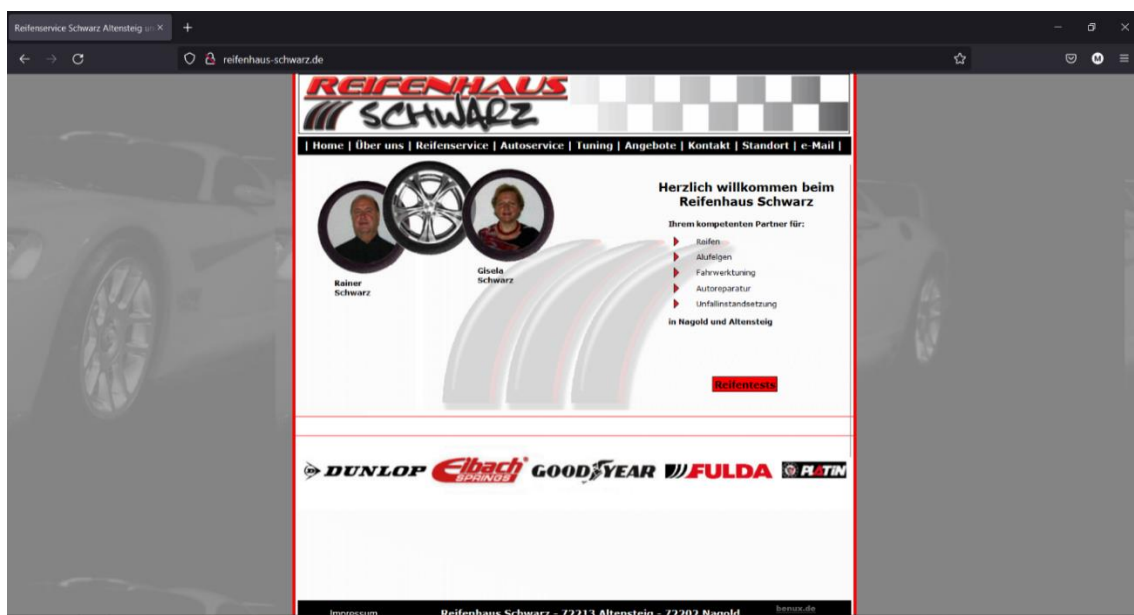 Reifenservice Schwarz Altensteig un
reifenhaus-schwarz.de
M
REIFENHAUS
SCHWARZ
| Home | Über uns | Reifenservice | Autoservice | Tuning | Angebote | Kontakt | Standort | e-Mail |
Rainer
Schwarz
Gisela
Schwarz
Herzlich willkommen beim
Reifenhaus Schwarz
Ihrem kompetenten Partner für:
Reifen
Alufelgen
Fahrwerktuning
Autoreparatur
Unfallinstandsetzung
in Nagold und Altensteig
Reifentests
DUNLOP Eibach SPRINGS GOODYEAR FULDA PLATIN
Impressum Reifenhaus Schwarz - 72213 Altensteig - 72202 Nagold benux.de